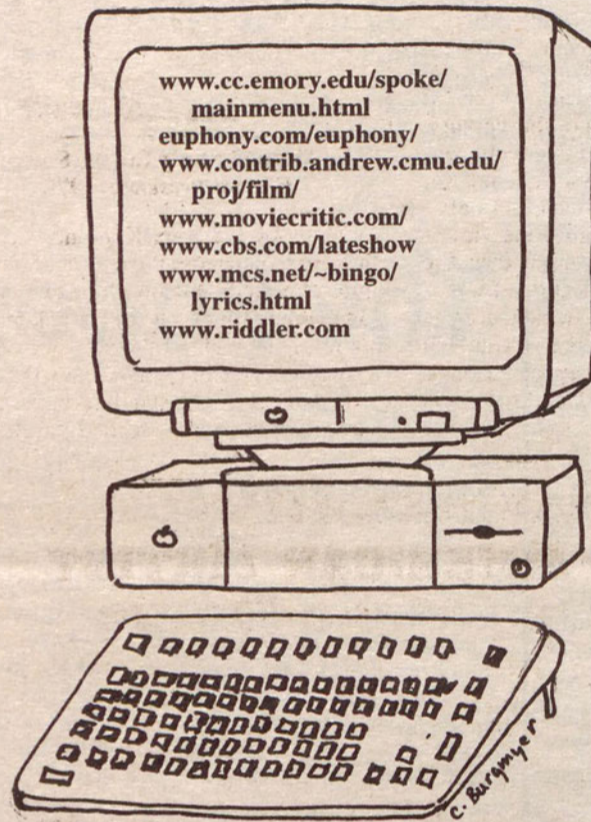 www.cc.emory.edu/spoke/
mainmenu.html
euphony.com/euphony/
www.contrib.andrew.cmu.edu/
proj/film/
www.moviecritic.com/
www.cbs.com/lateshow
www.mcs.net/~bingo/
lyrics.html
www.riddler.com
C. Burgmyer